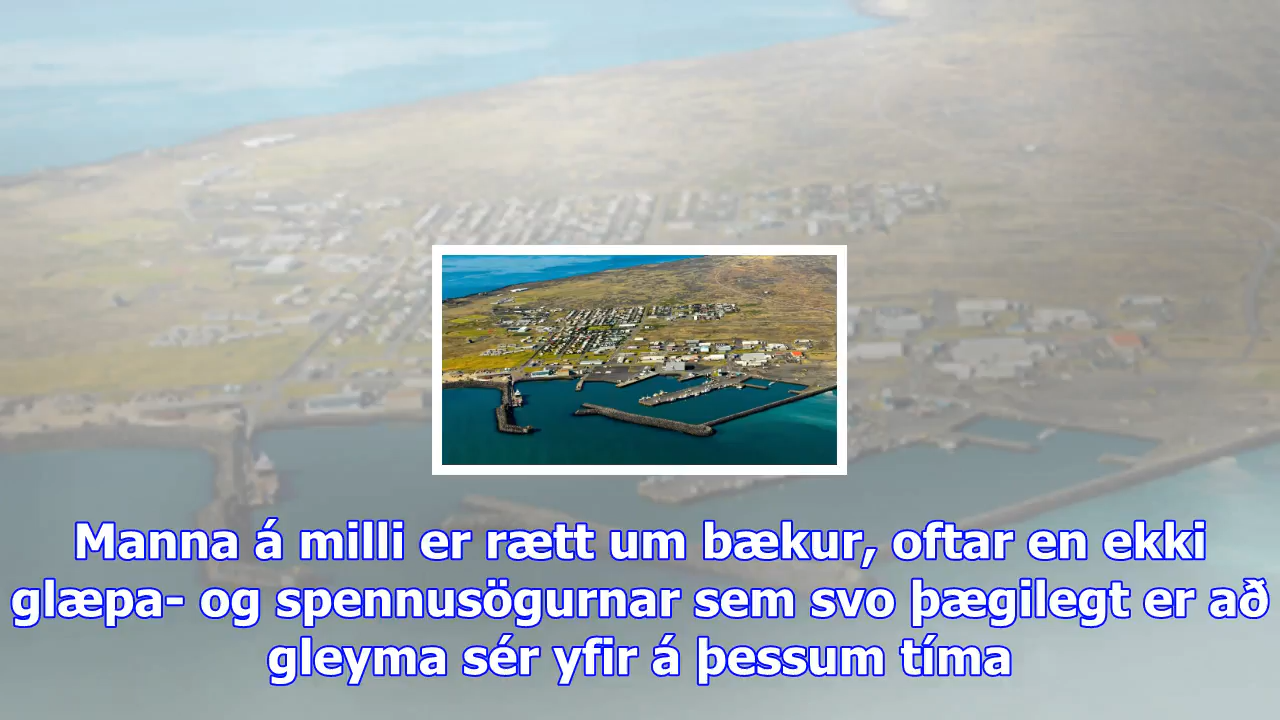 Manna á milli er rætt um bækur, oftar en ekki
glæpa- og spennusögurnar sem svo þægilegt er að
gleyma sér yfir á þessum tíma